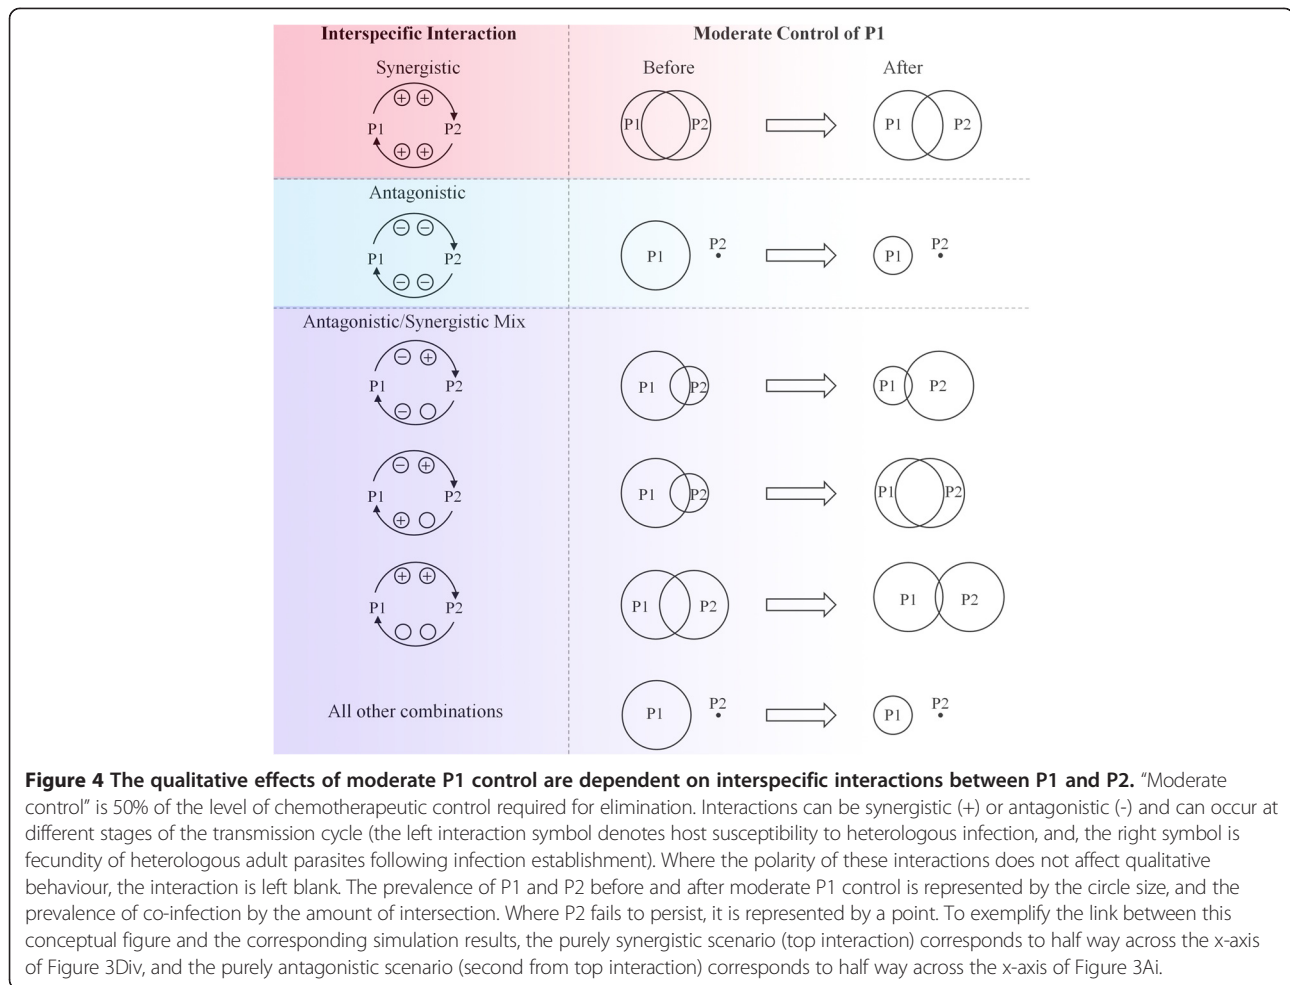 Interspecific Interaction
Moderate Control of P1
Synergistic
Before
After
+ +
P1
P2
+ +
P1
P2
P1
P2
Antagonistic
- -
P1
P2
- -
P1
P2
P1
P2
Antagonistic/Synergistic Mix
- +
P1
P2
-
P1
P2
P1
P2
- +
P1
P2
+
P1
P2
P1
P2
+ +
P1
P2
P1
P2
P1
P2
All other combinations
P1
P2
P1
P2
Figure 4 The qualitative effects of moderate P1 control are dependent on interspecific interactions between P1 and P2. “Moderate
control” is 50% of the level of chemotherapeutic control required for elimination. Interactions can be synergistic (+) or antagonistic (-) and can occur at
different stages of the transmission cycle (the left interaction symbol denotes host susceptibility to heterologous infection, and, the right symbol is
fecundity of heterologous adult parasites following infection establishment). Where the polarity of these interactions does not affect qualitative
behaviour, the interaction is left blank. The prevalence of P1 and P2 before and after moderate P1 control is represented by the circle size, and the
prevalence of co-infection by the amount of intersection. Where P2 fails to persist, it is represented by a point. To exemplify the link between this
conceptual figure and the corresponding simulation results, the purely synergistic scenario (top interaction) corresponds to half way across the x-axis
of Figure 3Div, and the purely antagonistic scenario (second from top interaction) corresponds to half way across the x-axis of Figure 3Ai.